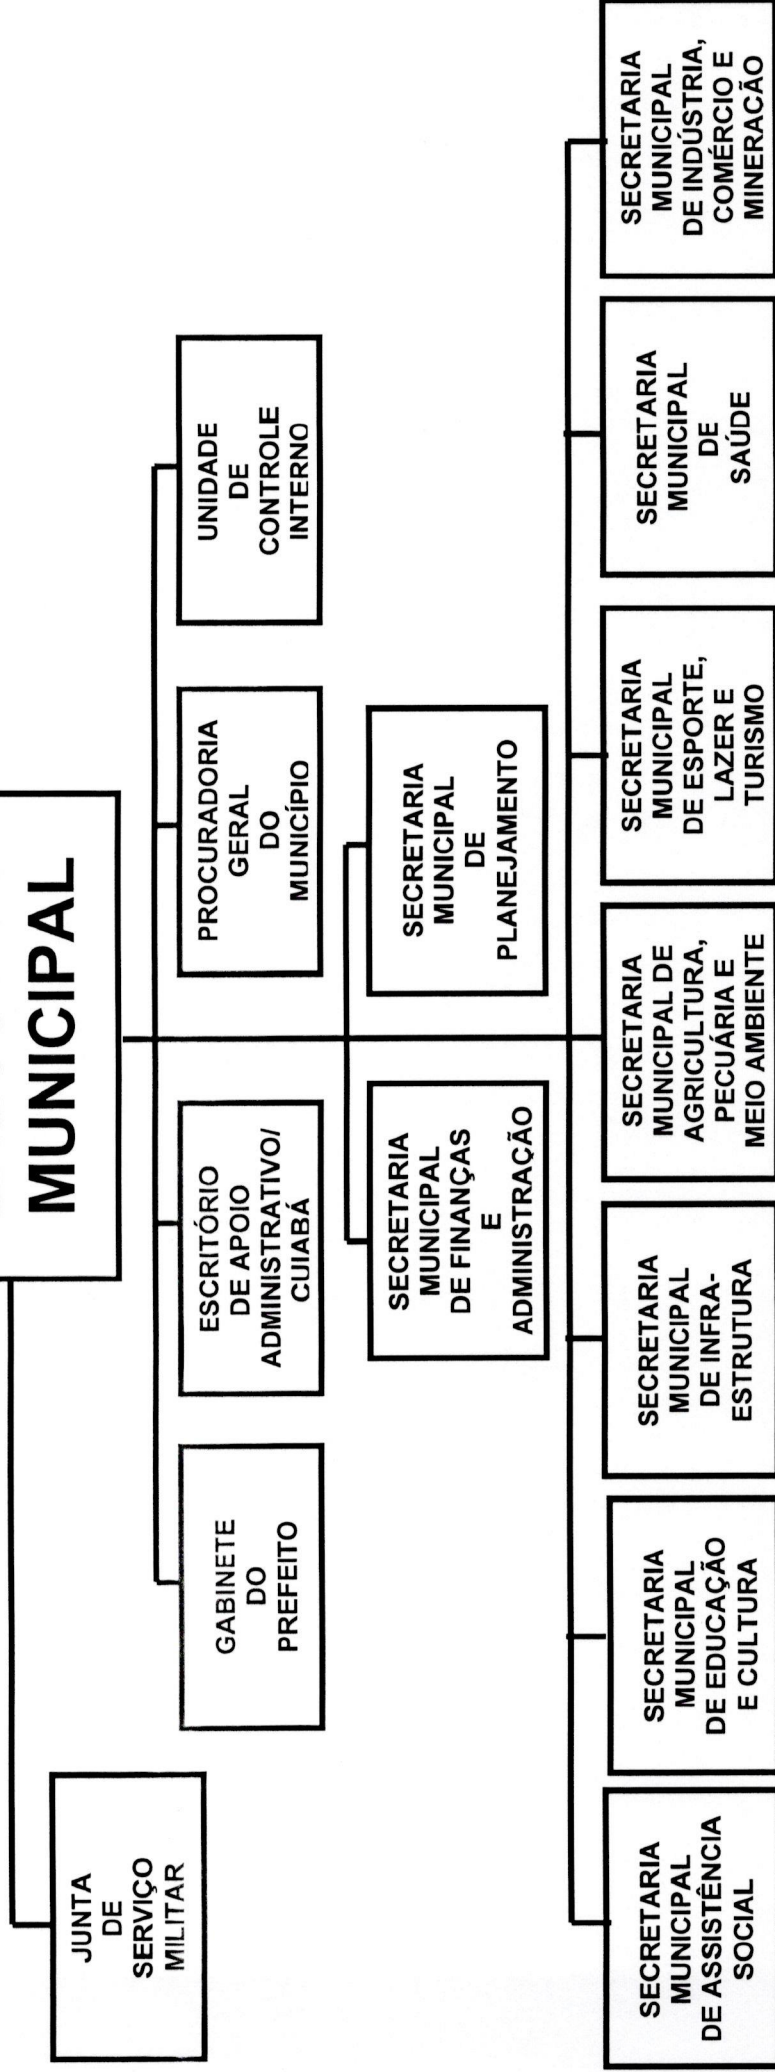 MUNICIPAL
JUNTA
DE
SERVIÇO
MILITAR
GABINETE
DO
PREFEITO
ESCRITÓRIO
DE APOIO
ADMINISTRATIVO/
CUIABÁ
PROCURADORIA
GERAL
DO
MUNICÍPIO
UNIDADE
DE
CONTROLE
INTERNO
SECRETARIA
MUNICIPAL
DE FINANÇAS
E
ADMINISTRAÇÃO
SECRETARIA
MUNICIPAL
DE
PLANEJAMENTO
SECRETARIA
MUNICIPAL
DE ASSISTÊNCIA
SOCIAL
SECRETARIA
MUNICIPAL
DE EDUCAÇÃO
E CULTURA
SECRETARIA
MUNICIPAL
DE INFRA-
ESTRUTURA
SECRETARIA
MUNICIPAL DE
AGRICULTURA,
PECUÁRIA E
MEIO AMBIENTE
SECRETARIA
MUNICIPAL
DE ESPORTE,
LAZER E
TURISMO
SECRETARIA
MUNICIPAL
DE
SAÚDE
SECRETARIA
MUNICIPAL
DE INDÚSTRIA,
COMÉRCIO E
MINERACÃO